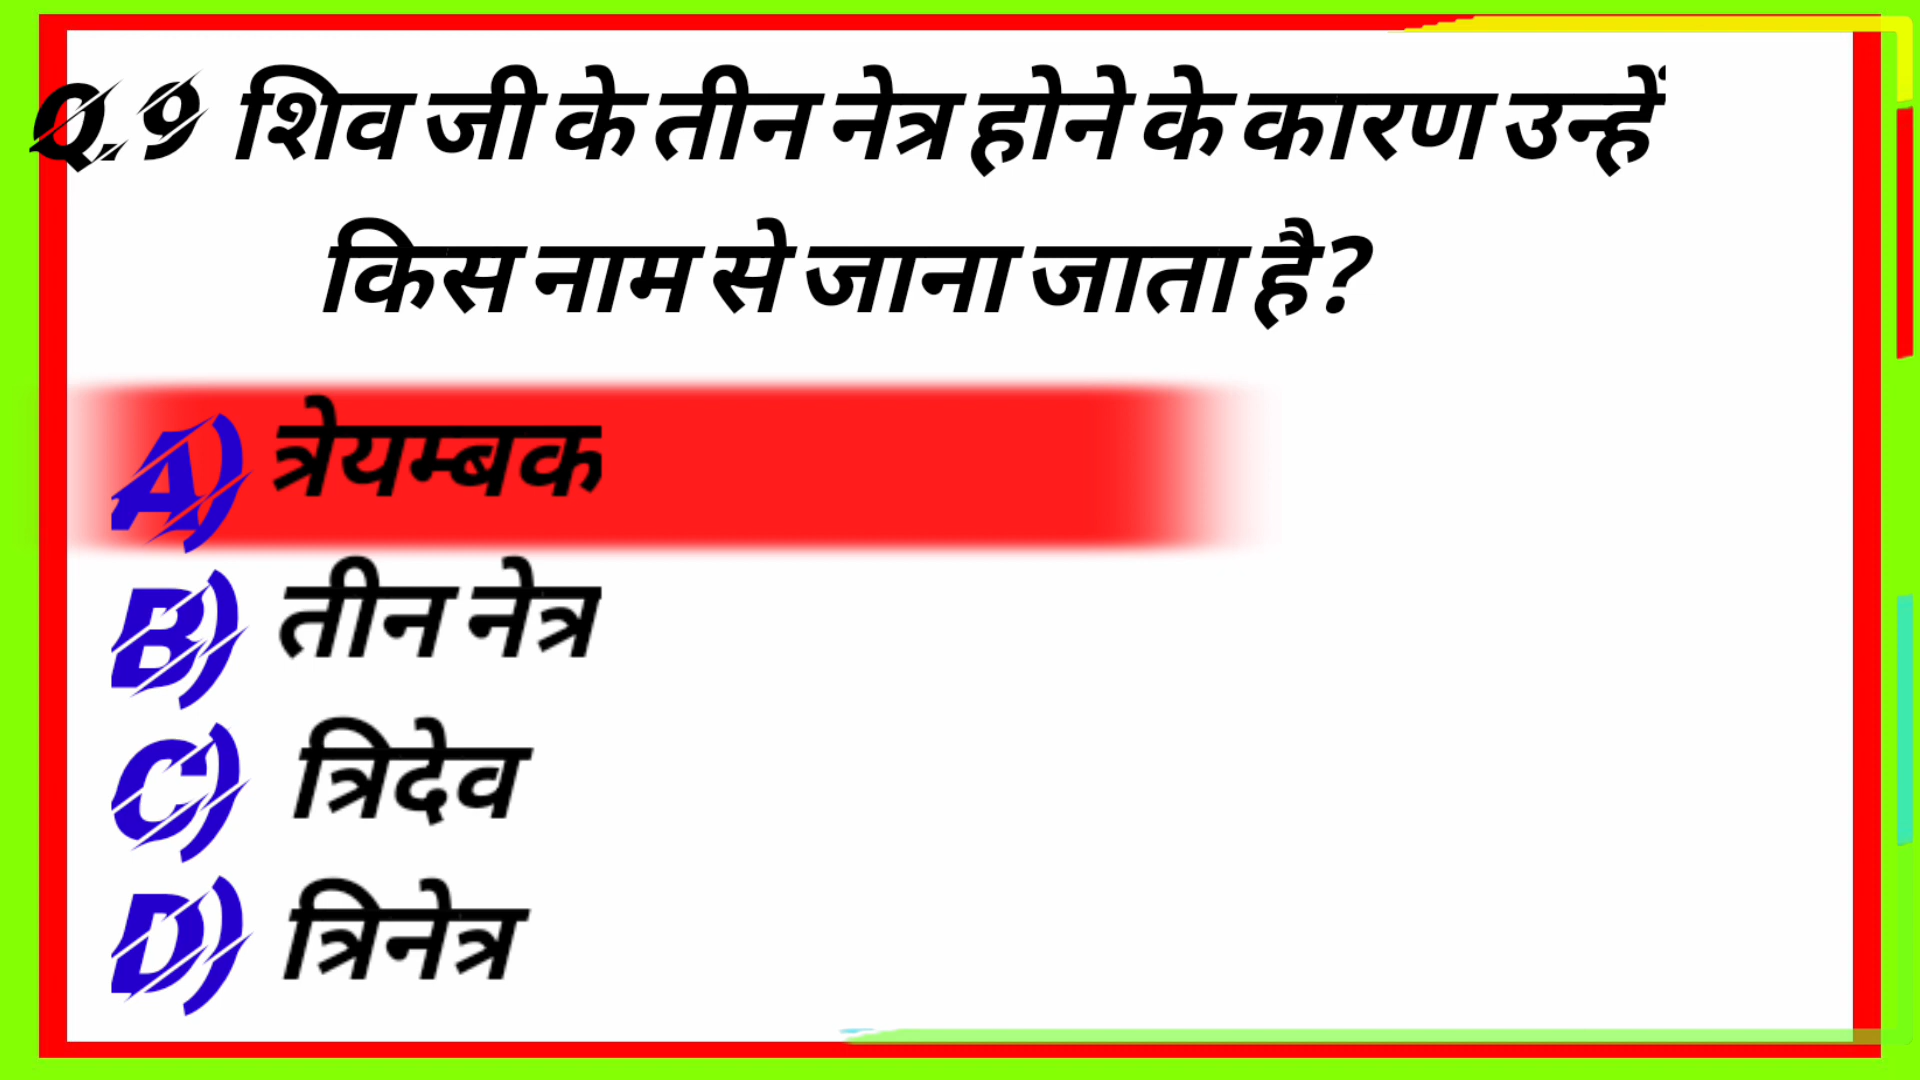 Q.9 शिव जी के तीन नेत्र होने के कारण उन्हें
किस नाम से जाना जाता है?
A) त्रेयम्बक
B) तीन नेत्र
C) त्रिदेव
D) त्रिनेत्र